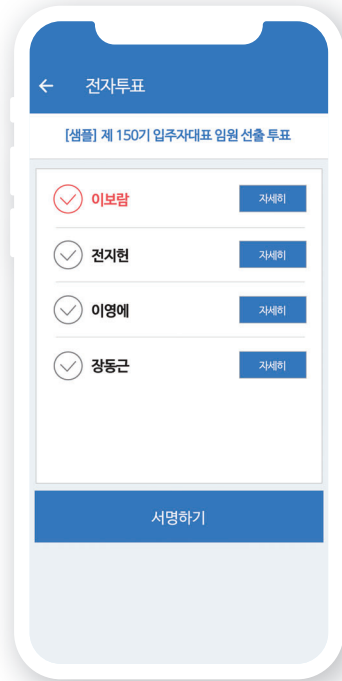 전자투표
[샘플] 제 150기 입주자대표 임원 선출 투표
이보람 자세히
전지현 자세히
이영에 자세히
장동근 자세히
서명하기